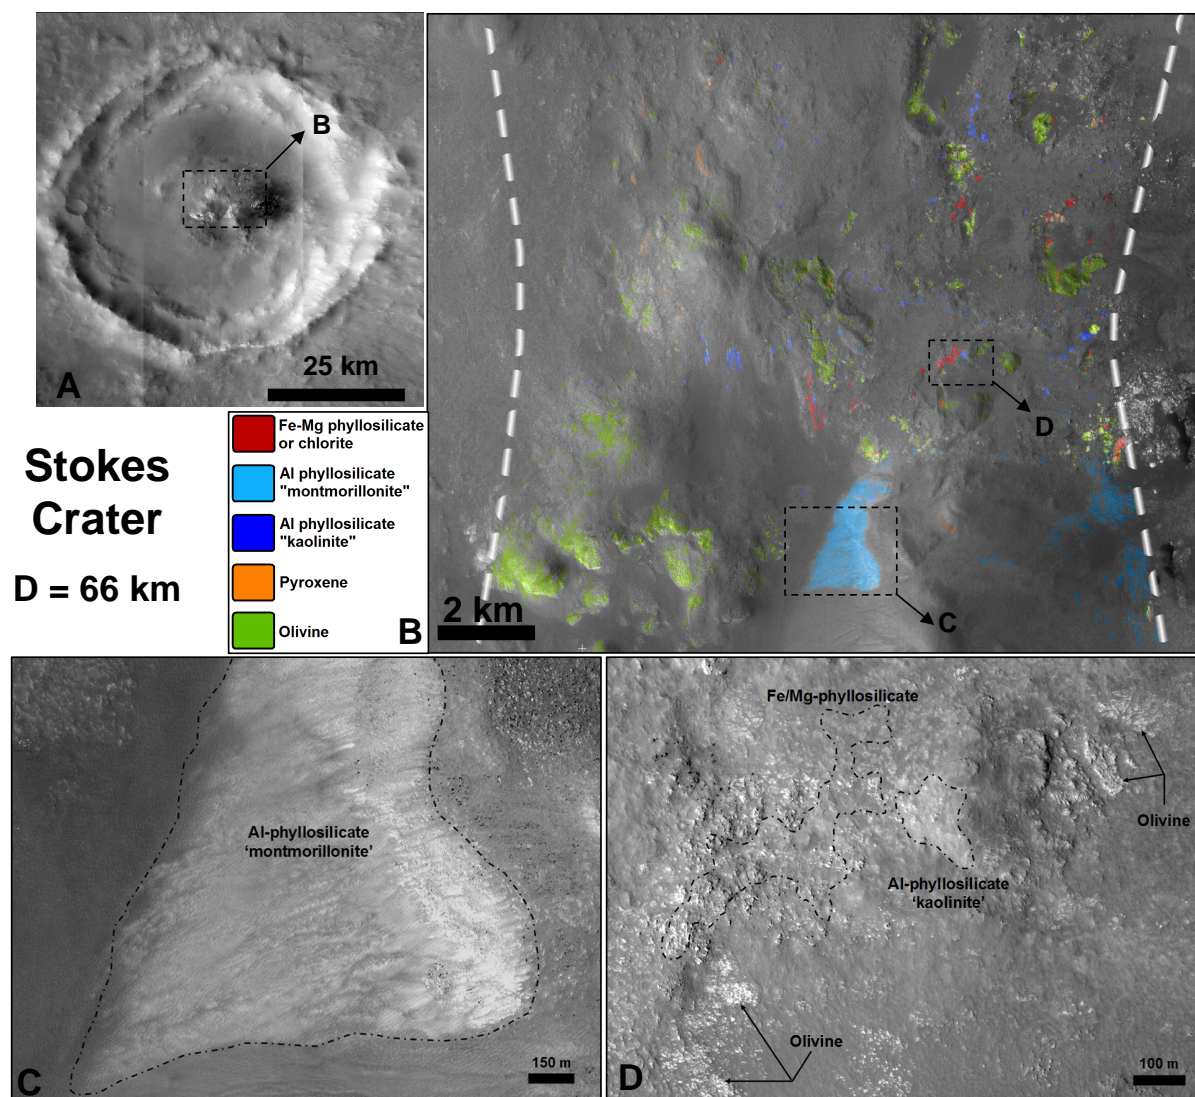 B
25 km
A
Stokes
Crater
D = 66 km
Fe-Mg phyllosilicate
or chlorite
Al phyllosilicate
"montmorillonite"
Al phyllosilicate
"kaolinite"
Pyroxene
Olivine
B
2 km
D
C
Al-phyllosilicate
‘montmorillonite’
C
150 m
Fe/Mg-phyllosilicate
Olivine
Al-phyllosilicate
‘kaolinite’
Olivine
D
100 m